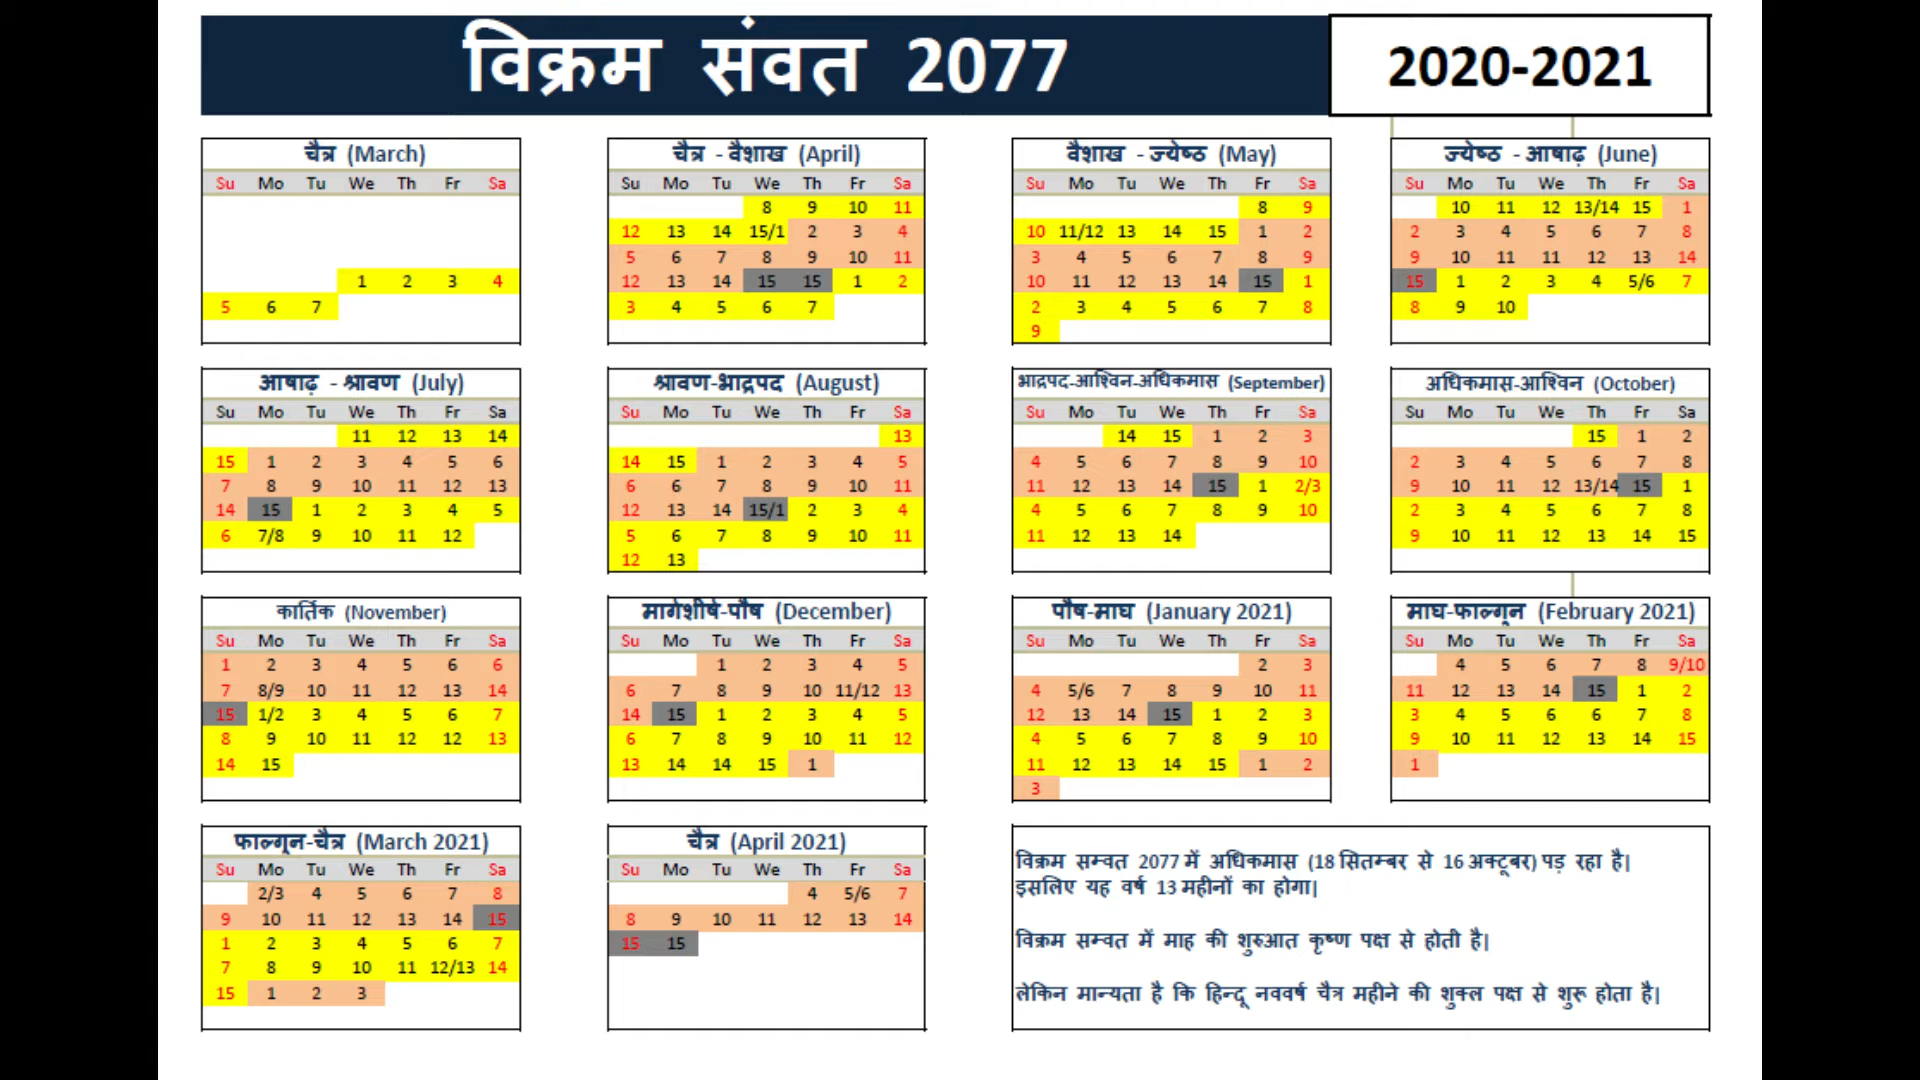 विक्रम संवत 2077
2020-2021
चैत्र (March)
Su Mo Tu We Th Fr Sa
1 2 3 4
5 6 7
चैत्र - वैशाख (April)
Su Mo Tu We Th Fr Sa
8 9 10 11
12 13 14 15/1 2 3 4
5 6 7 8 9 10 11
12 13 14 15 15 1 2
3 4 5 6 7
वैशाख - ज्येष्ठ (May)
Su Mo Tu We Th Fr Sa
8 9
10 11/12 13 14 15 1 2
3 4 5 6 7 8 9
10 11 12 13 14 15 1
2 3 4 5 6 7 8
9
ज्येष्ठ - आषाढ़ (June)
Su Mo Tu We Th Fr Sa
10 11 12 13/14 15 1
2 3 4 5 6 7 8
9 10 11 11 12 13 14
15 1 2 3 4 5/6 7
8 9 10
आषाढ़ - श्रावण (July)
Su Mo Tu We Th Fr Sa
11 12 13 14
15 1 2 3 4 5 6
7 8 9 10 11 12 13
14 15 1 2 3 4 5
6 7/8 9 10 11 12
श्रावण-भाद्रपद (August)
Su Mo Tu We Th Fr Sa
13
14 15 1 2 3 4 5
6 6 7 8 9 10 11
12 13 14 15/1 2 3 4
5 6 7 8 9 10 11
12 13
भाद्रपद-आश्विन-अधिकमास (September)
Su Mo Tu We Th Fr Sa
14 15 1 2 3
4 5 6 7 8 9 10
11 12 13 14 15 1 2/3
4 5 6 7 8 9 10
11 12 13 14
अधिकमास-आश्विन (October)
Su Mo Tu We Th Fr Sa
15 1 2
2 3 4 5 6 7 8
9 10 11 12 13/14 15 1
2 3 4 5 6 7 8
9 10 11 12 13 14 15
कार्तिक (November)
Su Mo Tu We Th Fr Sa
1 2 3 4 5 6 6
7 8/9 10 11 12 13 14
15 1/2 3 4 5 6 7
8 9 10 11 12 12 13
14 15
मार्गशीर्ष-पौष (December)
Su Mo Tu We Th Fr Sa
1 2 3 4 5
6 7 8 9 10 11/12 13
14 15 1 2 3 4 5
6 7 8 9 10 11 12
13 14 14 15 1
पौष-माघ (January 2021)
Su Mo Tu We Th Fr Sa
2 3
4 5/6 7 8 9 10 11
12 13 14 15 1 2 3
4 5 6 7 8 9 10
11 12 13 14 15 1 2
3
माघ-फाल्गुन (February 2021)
Su Mo Tu We Th Fr Sa
4 5 6 7 8 9/10
11 12 13 14 15 1 2
3 4 5 6 6 7 8
9 10 11 12 13 14 15
1
फाल्गुन-चैत्र (March 2021)
Su Mo Tu We Th Fr Sa
2/3 4 5 6 7 8
9 10 11 12 13 14 15
1 2 3 4 5 6 7
7 8 9 10 11 12/13 14
15 1 2 3
चैत्र (April 2021)
Su Mo Tu We Th Fr Sa
4 5/6 7
8 9 10 11 12 13 14
15 15
विक्रम सम्वत 2077 में अधिकमास (18 सितम्बर से 16 अक्टूबर) पड़ रहा है|
इसलिए यह वर्ष 13 महीनों का होगा|
विक्रम सम्वत में माह की शुरुआत कृष्ण पक्ष से होती है|
लेकिन मान्यता है कि हिन्दू नववर्ष चैत्र महीने की शुक्ल पक्ष से शुरू होता है|